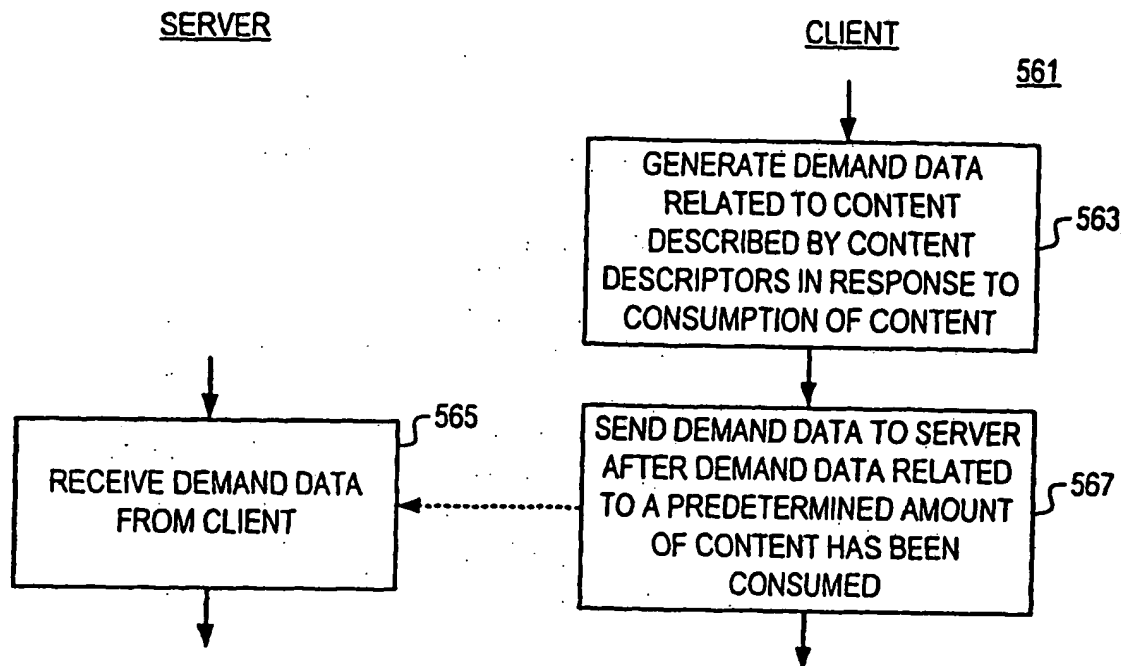 SERVER
CLIENT
561
GENERATE DEMAND DATA
RELATED TO CONTENT
DESCRIBED BY CONTENT
DESCRIPTORS IN RESPONSE TO
CONSUMPTION OF CONTENT
563
565
RECEIVE DEMAND DATA
FROM CLIENT
SEND DEMAND DATA TO SERVER
AFTER DEMAND DATA RELATED
TO A PREDETERMINED AMOUNT
OF CONTENT HAS BEEN
CONSUMED
567